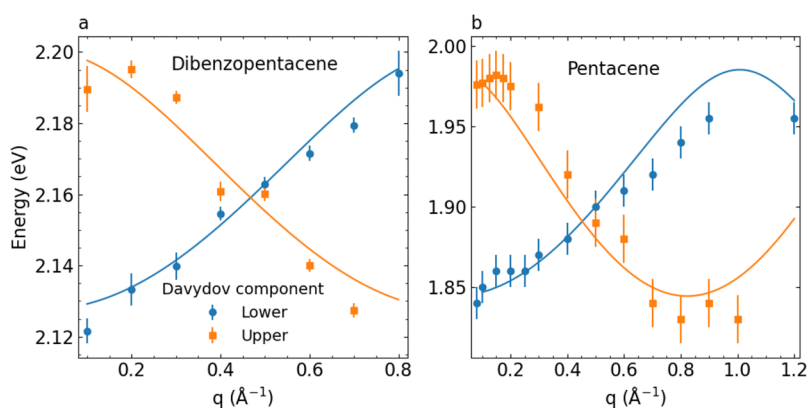 a
b
2.20
2.18
2.16
2.14
2.12
Energy (eV)
Dibenzopentacene
Davydov component
Lower
Upper
0.2 0.4 0.6 0.8
q (Å⁻¹)
2.00
1.95
1.90
1.85
Pentacene
0.2 0.4 0.6 0.8 1.0 1.2
q (Å⁻¹)